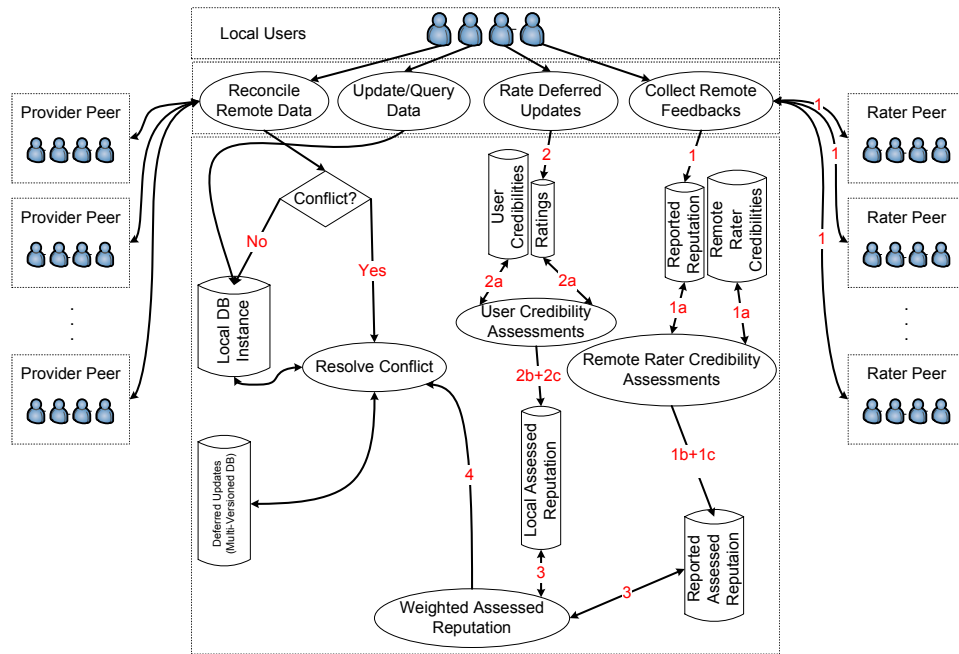 Local Users
Reconcile
Remote Data
Update/Query
Data
Rate Deferred
Updates
Collect Remote
Feedbacks
Provider Peer
Provider Peer
.
.
.
Provider Peer
Rater Peer
Rater Peer
.
.
.
Rater Peer
1
1
1
Conflict?
No
Yes
2
1
User
Credibilities
Ratings
Reported
Reputation
Remote
Rater
Credibilities
2a
2a
1a
1a
Local DB
Instance
User Credibility
Assessments
Resolve Conflict
Remote Rater Credibility
Assessments
2b+2c
1b+1c
Deferred Updates
(Multi-Versioned DB)
4
Local Assessed
Reputation
3
3
Reported
Assessed
Reputaion
Weighted Assessed
Reputation